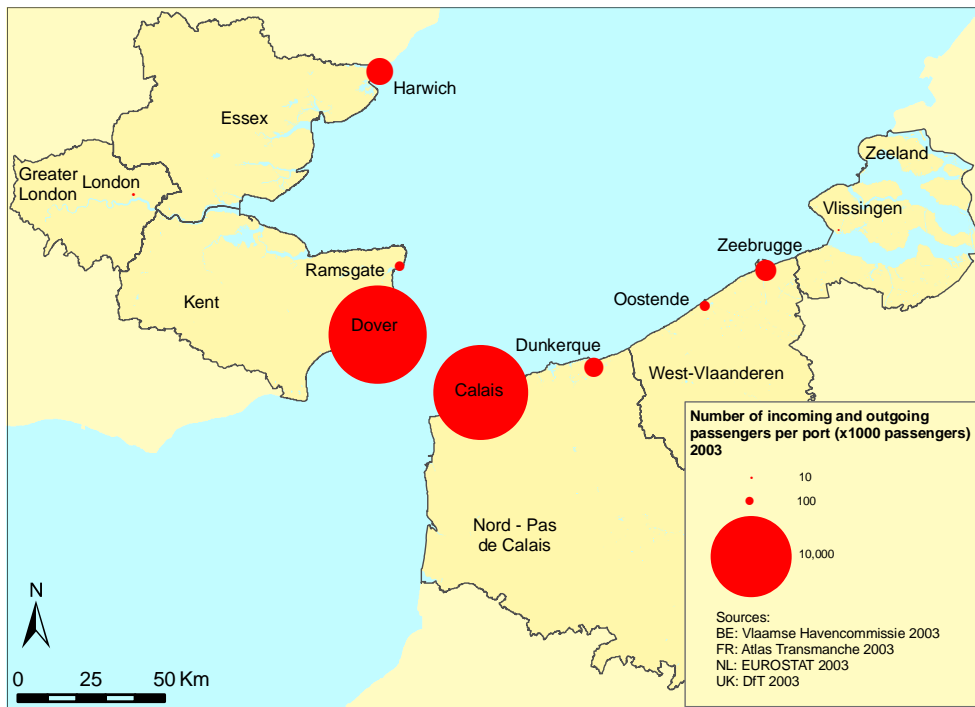 Harwich
Essex
Zeeland
Greater
London
London
Vlissingen
Zeebrugge
Ramsgate
Kent
Oostende
Dover
Dunkerque
West-Vlaanderen
Calais
Number of incoming and outgoing
passengers per port (x1000 passengers)
2003
10
100
10,000
Nord - Pas
de Calais
N
Sources:
BE: Vlaamse Havencommissie 2003
FR: Atlas Transmanche 2003
NL: EUROSTAT 2003
UK: DfT 2003
0 25 50 Km